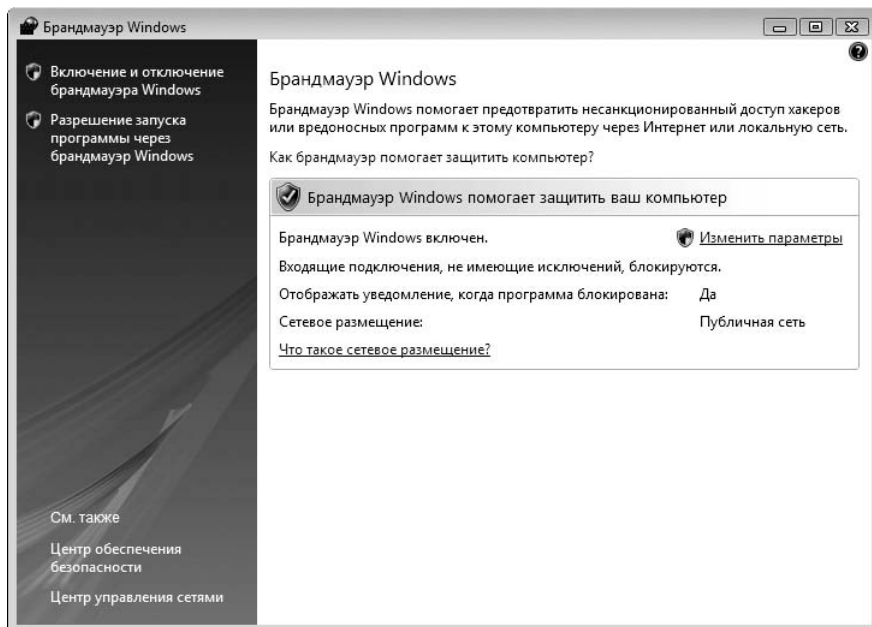 Брандмауэр Windows
Включение и отключение
брандмауэра Windows
Разрешение запуска
программы через
брандмауэр Windows
См. также
Центр обеспечения
безопасности
Центр управления сетями
Брандмауэр Windows
Брандмауэр Windows помогает предотвратить несанкционированный доступ хакеров
или вредоносных программ к этому компьютеру через Интернет или локальную сеть.
Как брандмауэр помогает защитить компьютер?
Брандмауэр Windows помогает защитить ваш компьютер
Брандмауэр Windows включен. Изменить параметры
Входящие подключения, не имеющие исключений, блокируются.
Отображать уведомление, когда программа блокирована: Да
Сетевое размещение: Публичная сеть
Что такое сетевое размещение?